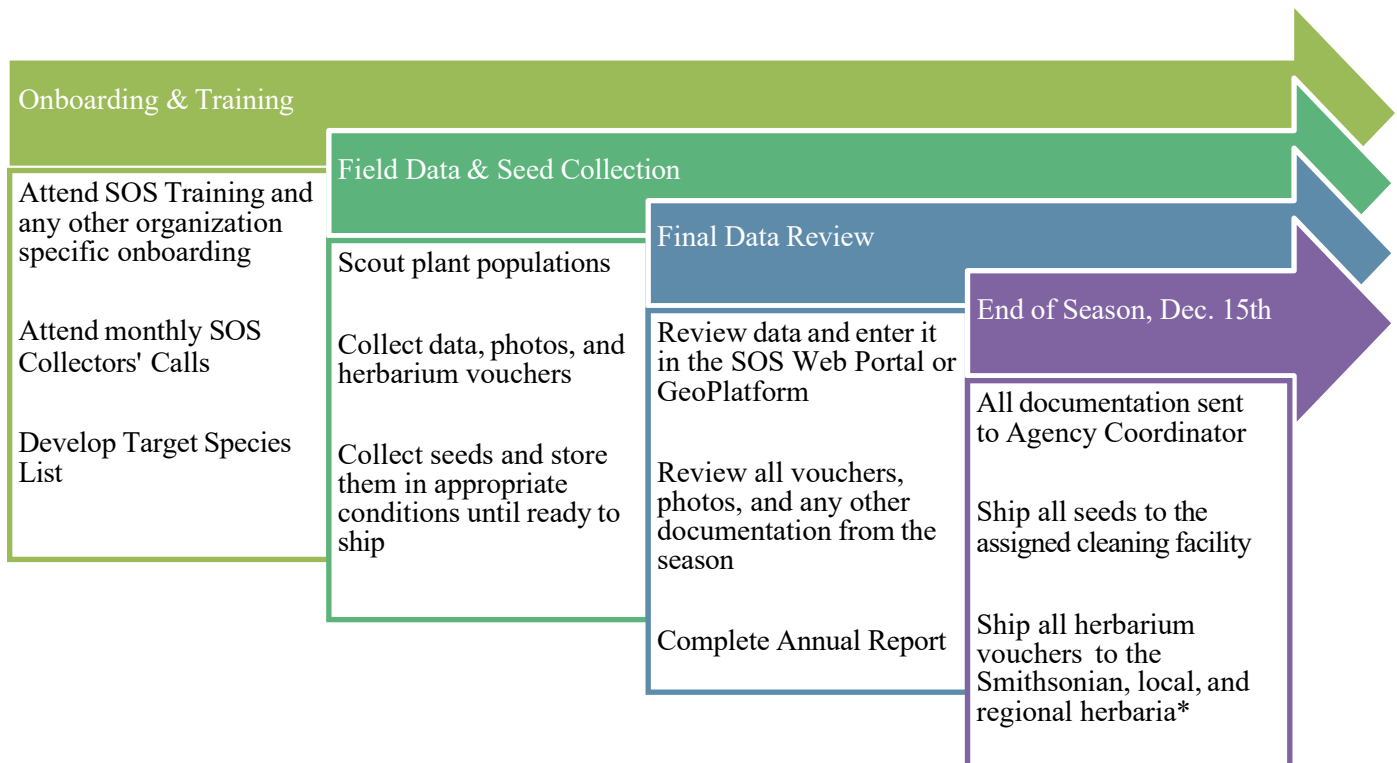 Onboarding & Training
Attend SOS Training and
any other organization
specific onboarding
Attend monthly SOS
Collectors' Calls
Develop Target Species
List
Field Data & Seed Collection
Scout plant populations
Collect data, photos, and
herbarium vouchers
Collect seeds and store
them in appropriate
conditions until ready to
ship
Final Data Review
Review data and enter it
in the SOS Web Portal or
GeoPlatform
Review all vouchers,
photos, and any other
documentation from the
season
Complete Annual Report
End of Season, Dec. 15th
All documentation sent
to Agency Coordinator
Ship all seeds to the
assigned cleaning facility
Ship all herbarium
vouchers to the
Smithsonian, local, and
regional herbaria*